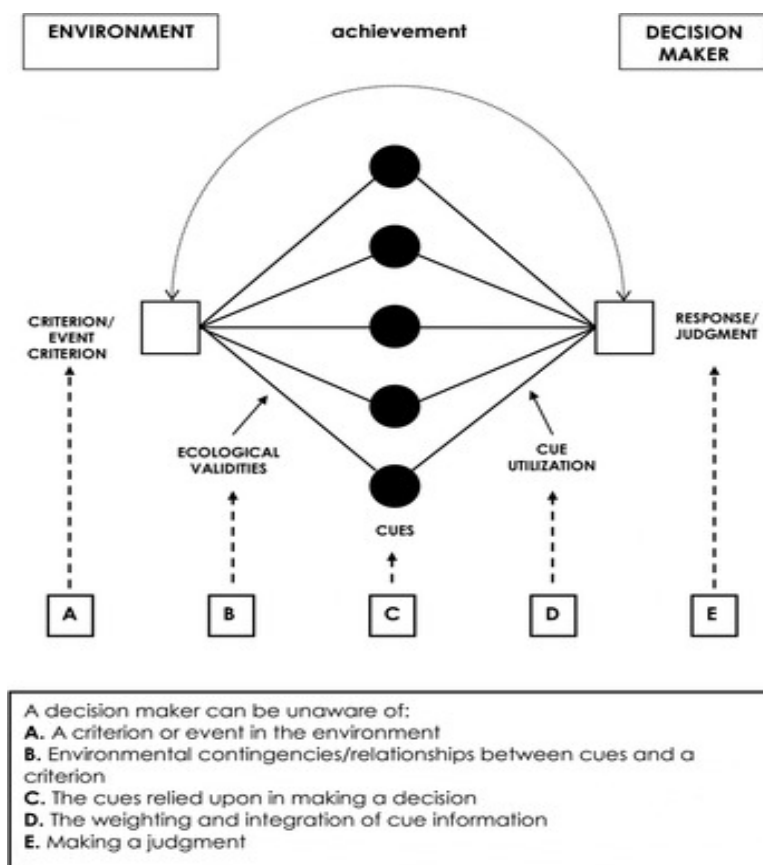 ENVIRONMENT
achievement
DECISION
MAKER
CRITERION/
EVENT
CRITERION
RESPONSE/
JUDGMENT
ECOLOGICAL
VALIDITIES
CUE
UTILIZATION
CUES
A
B
C
D
E
A decision maker can be unaware of:
A. A criterion or event in the environment
B. Environmental contingencies/relationships between cues and a
criterion
C. The cues relied upon in making a decision
D. The weighting and integration of cue information
E. Making a judgment